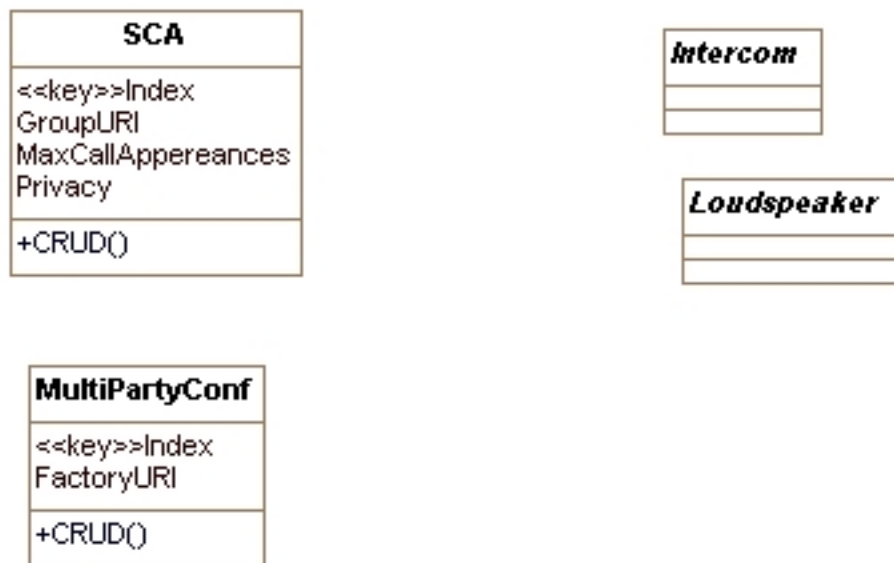 SCA
<<key>>Index
GroupURI
MaxCallAppereances
Privacy
+CRUD()
Intercom
Loudspeaker
MultiPartyConf
<<key>>Index
FactoryURI
+CRUD()